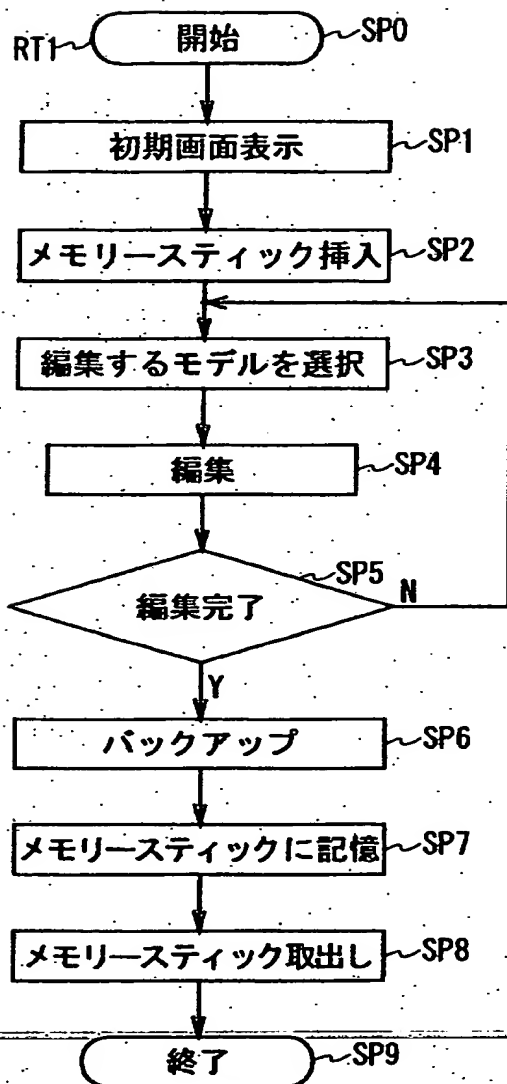 RT1 開始 SP0
初期画面表示 SP1
メモリースティック挿入 SP2
編集するモデルを選択 SP3
編集 SP4
編集完了 SP5 N
Y
バックアップ SP6
メモリースティックに記憶 SP7
メモリースティック取出し SP8
終了 SP9